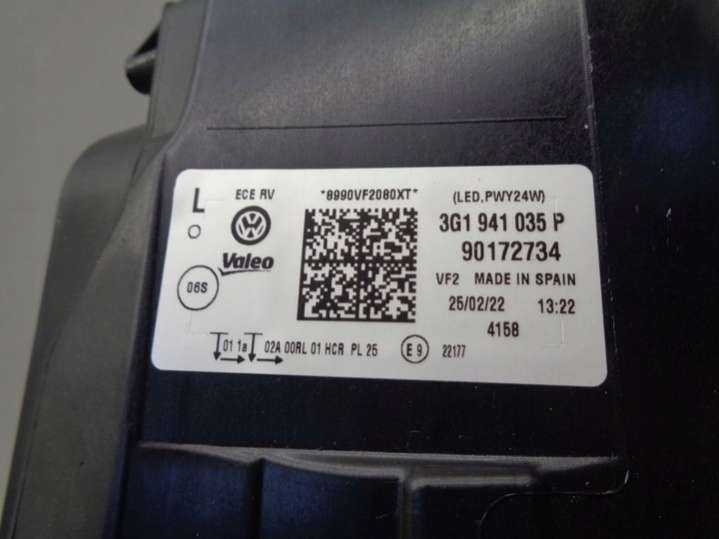 L ECE RV *8990VF2080XT* (LED,PWY24W)
3G1 941 035 P
Valeo 90172734
06S VF2 MADE IN SPAIN
25/02/22 13:22
4158
01 1a 02A 00RL 01 HCR PL 25 E 9 22177